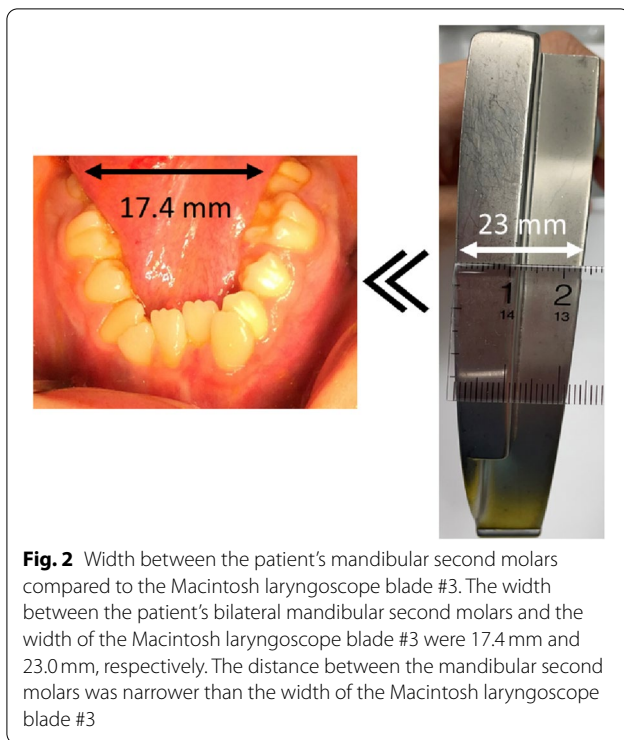 17.4 mm
23 mm
1 2
14 13
Fig. 2 Width between the patient's mandibular second molars
compared to the Macintosh laryngoscope blade #3. The width
between the patient's bilateral mandibular second molars and the
width of the Macintosh laryngoscope blade #3 were 17.4 mm and
23.0 mm, respectively. The distance between the mandibular second
molars was narrower than the width of the Macintosh laryngoscope
blade #3